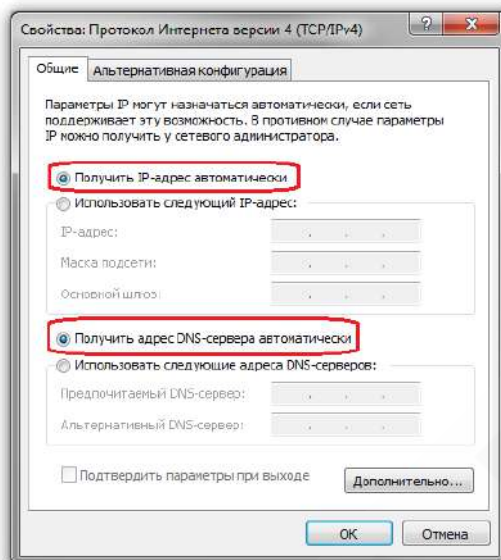 Свойства: Протокол Интернета версии 4 (TCP/IPv4)
Общие
Альтернативная конфигурация
Параметры IP могут назначаться автоматически, если сеть
поддерживает эту возможность. В противном случае параметры
IP можно получить у сетевого администратора.
Получить IP-адрес автоматически
Использовать следующий IP-адрес:
IP-адрес:
Маска подсети:
Основной шлюз:
Получить адрес DNS-сервера автоматически
Использовать следующие адреса DNS-серверов:
Предпочитаемый DNS-сервер:
Альтернативный DNS-сервер:
Подтвердить параметры при выходе
Дополнительно...
ОК
Отмена